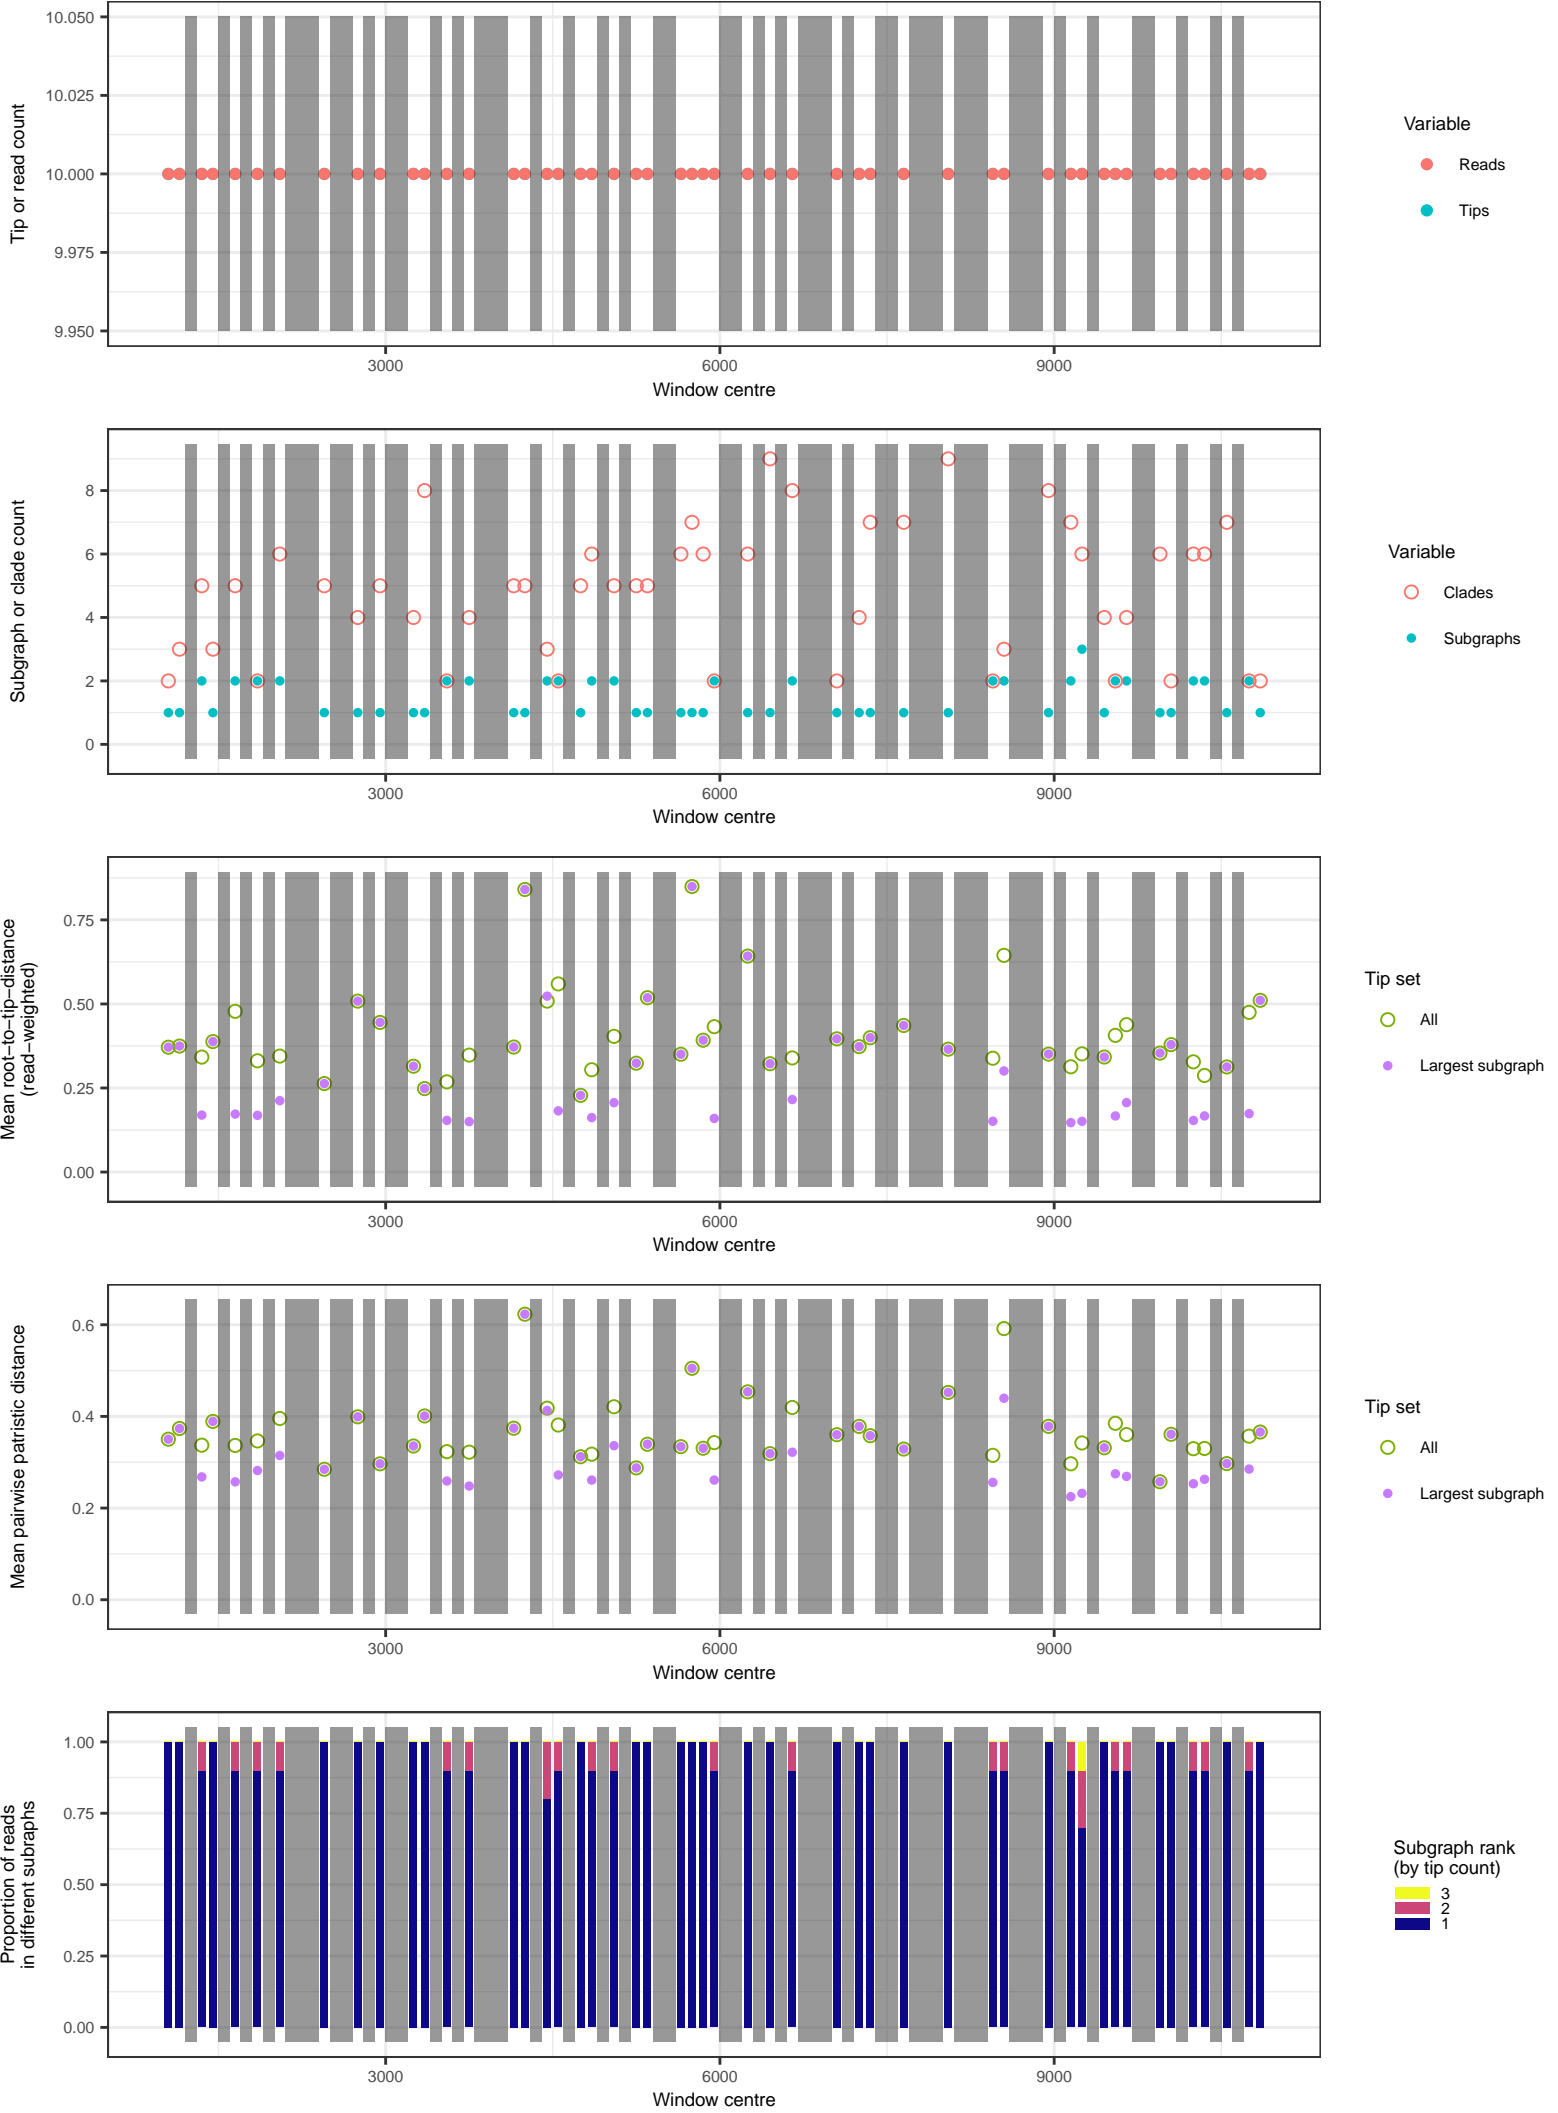 10.050
10.025
10.000
9.975
9.950
Tip or read count
3000
6000
9000
Window centre
Variable
Reads
Tips
8
6
4
2
0
Subgraph or clade count
3000
6000
9000
Window centre
Variable
Clades
Subgraphs
0.75
0.50
0.25
0.00
Mean root−to−tip−distance
(read−weighted)
3000
6000
9000
Window centre
Tip set
All
Largest subgraph
0.6
0.4
0.2
0.0
Mean pairwise patristic distance
3000
6000
9000
Window centre
Tip set
All
Largest subgraph
1.00
0.75
0.50
0.25
0.00
Proportion of reads
in different subraphs
3000
6000
9000
Window centre
Subgraph rank
(by tip count)
3
2
1